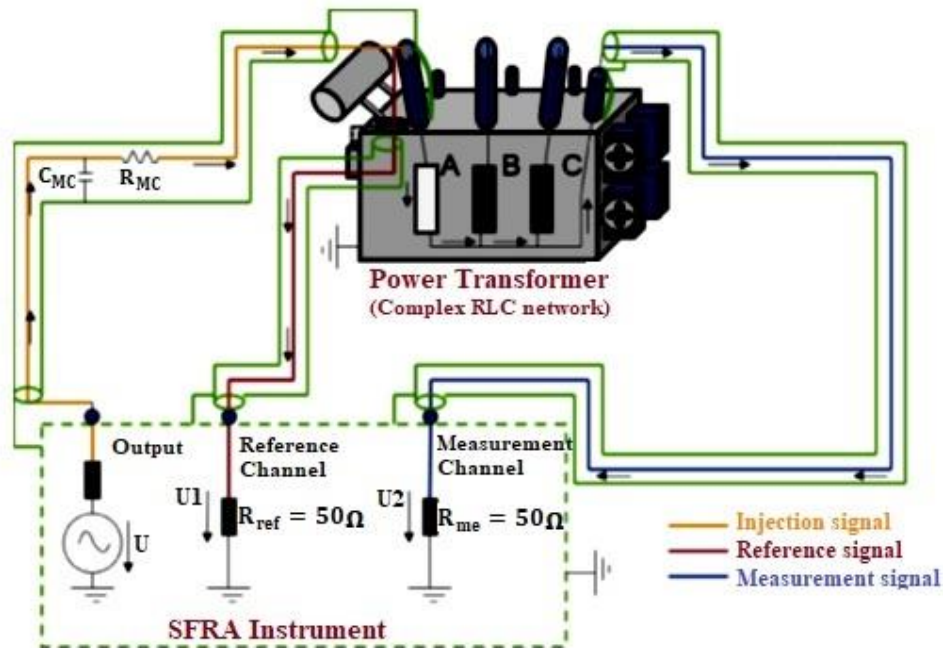 C_MC
R_MC
A
B
C
Power Transformer
(Complex RLC network)
Output
Reference
Channel
Measurement
Channel
U
U1
R_ref = 50Ω
U2
R_me = 50Ω
Injection signal
Reference signal
Measurement signal
SFRA Instrument